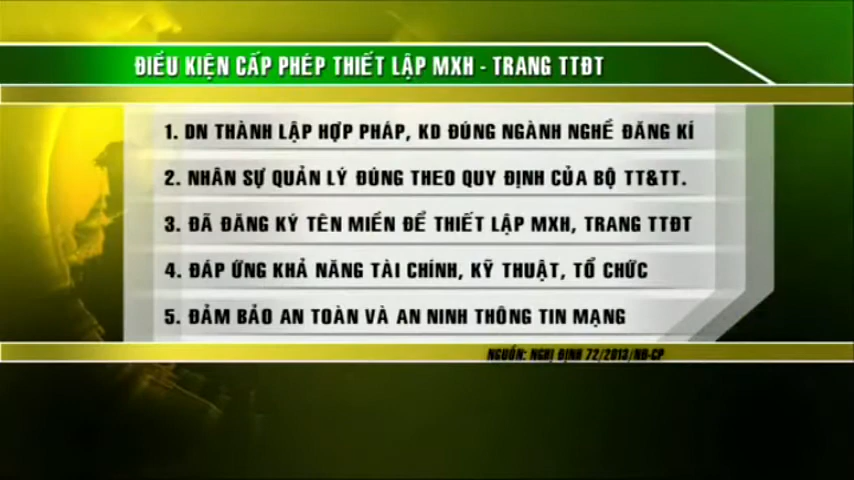 ĐIỀU KIỆN CẤP PHÉP THIẾT LẬP MXH - TRANG TTĐT
1. DN THÀNH LẬP HỢP PHÁP, KD ĐÚNG NGÀNH NGHỀ ĐĂNG KÍ
2. NHÂN SỰ QUẢN LÝ ĐÚNG THEO QUY ĐỊNH CỦA BỘ TT&TT.
3. ĐÃ ĐĂNG KÝ TÊN MIỀN ĐỂ THIẾT LẬP MXH, TRANG TTĐT
4. ĐÁP ỨNG KHẢ NĂNG TÀI CHÍNH, KỸ THUẬT, TỔ CHỨC
5. ĐẢM BẢO AN TOÀN VÀ AN NINH THÔNG TIN MẠNG
NGUỒN: NGHỊ ĐỊNH 72/2013/NĐ-CP